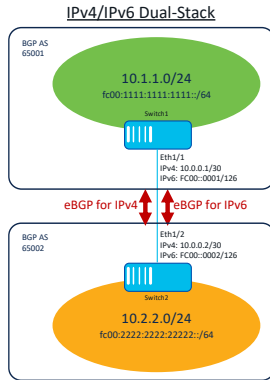 IPv4/IPv6 Dual-Stack
BGP AS
65001
10.1.1.0/24
fc00:1111:1111:1111::/64
Switch1
Eth1/1
IPv4: 10.0.0.1/30
IPv6: FC00::0001/126
eBGP for IPv4
eBGP for IPv6
BGP AS
65002
Eth1/2
IPv4: 10.0.0.2/30
IPv6: FC00::0002/126
Switch2
10.2.2.0/24
fc00:2222:2222:22222::/64